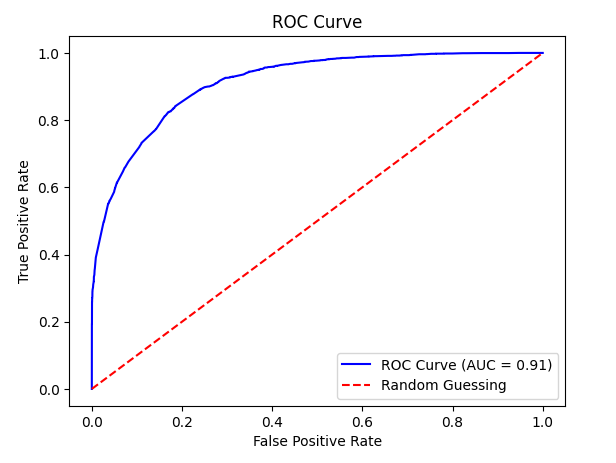 ROC Curve
1.0
0.8
0.6
0.4
0.2
0.0
True Positive Rate
ROC Curve (AUC = 0.91)
Random Guessing
0.0 0.2 0.4 0.6 0.8 1.0
False Positive Rate